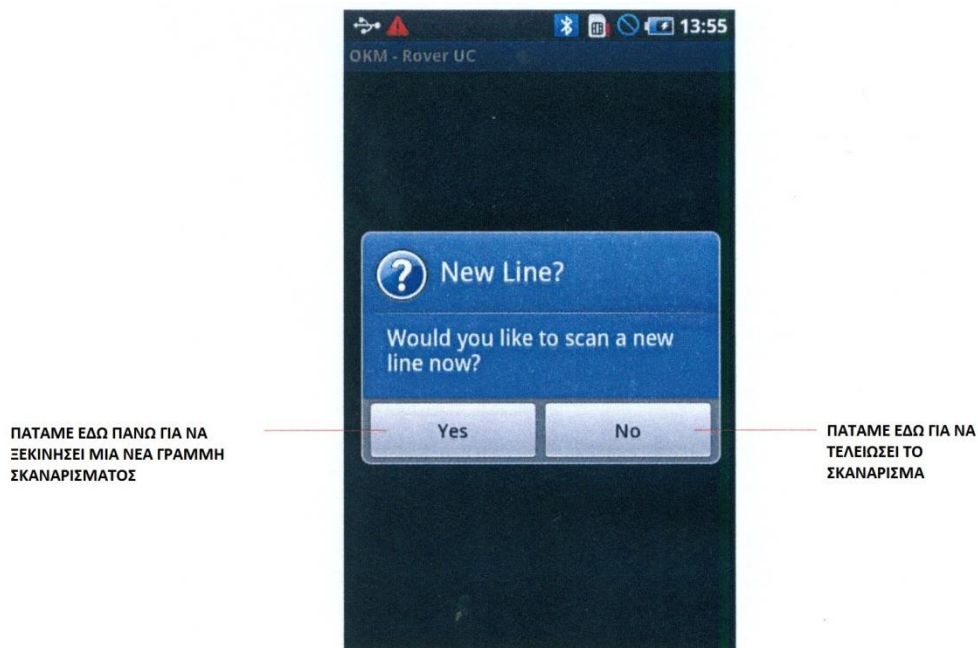 13:55
OKM - Rover UC
New Line?
Would you like to scan a new
line now?
Yes
No
ΠΑΤΑΜΕ ΕΔΩ ΠΑΝΩ ΓΙΑ ΝΑ
ΞΕΚΙΝΗΣΕΙ ΜΙΑ ΝΕΑ ΓΡΑΜΜΗ
ΣΚΑΝΑΡΙΣΜΑΤΟΣ
ΠΑΤΑΜΕ ΕΔΩ ΓΙΑ ΝΑ
ΤΕΛΕΙΩΣΕΙ ΤΟ
ΣΚΑΝΑΡΙΣΜΑ